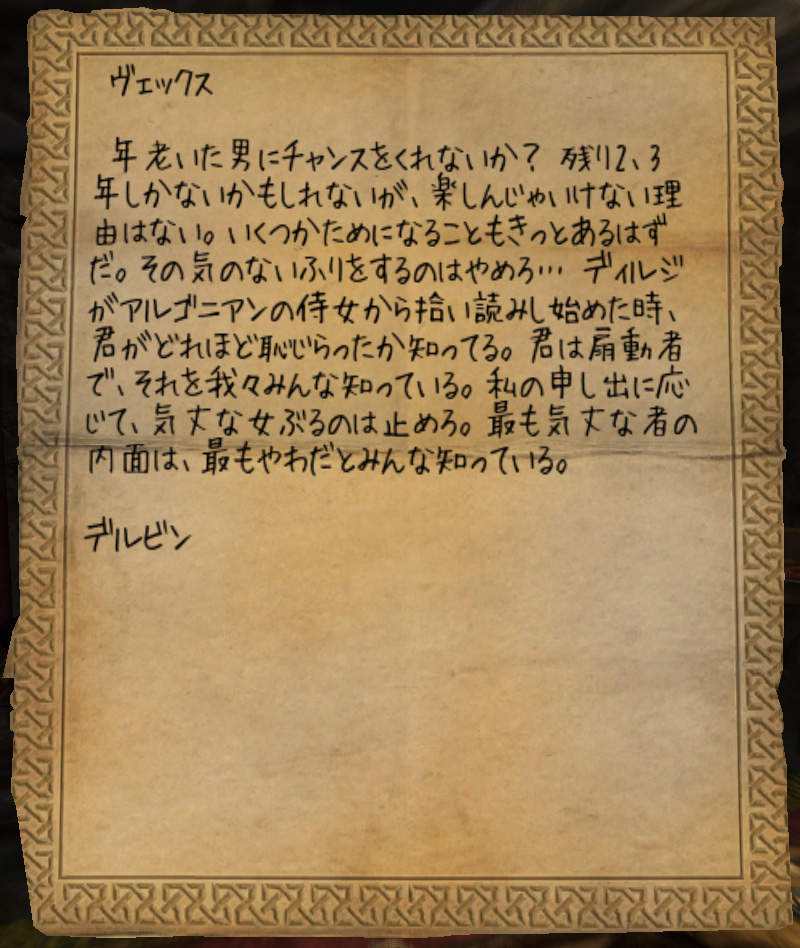 ヴェックス
年老いた男にチャンスをくれないか？ 残り2、3
年しかないかもしれないが、楽しんじゃいけない理
由はない。いくつかためになることもきっとあるはず
だ。その気のないふりをするのはやめろ… ディルジ
がアルゴニアンの侍女から拾い読みし始めた時、
君がどれほど恥じらったか知ってる。君は扇動者
で、それを我々みんな知っている。私の申し出に応
じて、気丈な女ぶるのは止めろ。最も気丈な者の
内面は、最もやわだとみんな知っている。
デルビン